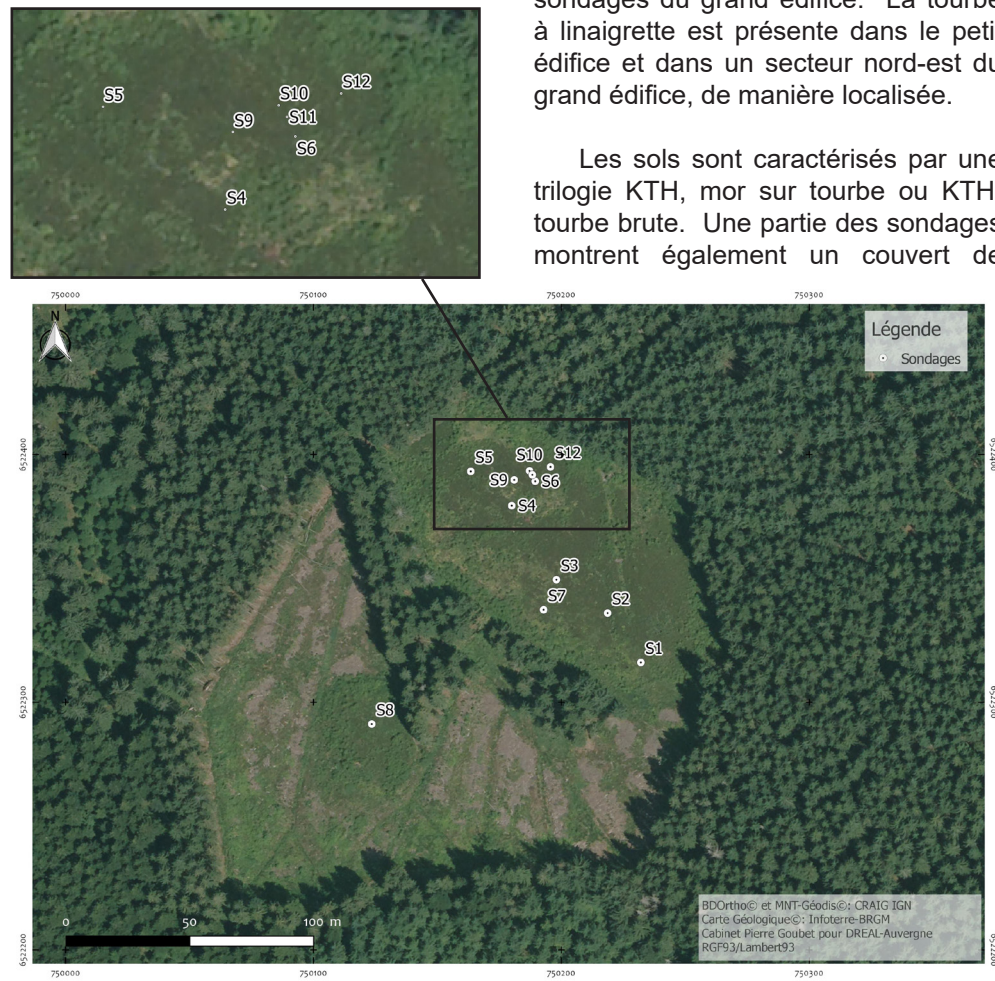 sondages du grand édifice. La tourbe
à linaigrette est présente dans le peti
édifice et dans un secteur nord-est du
grand édifice, de manière localisée.
Les sols sont caractérisés par une
trilogie KTH, mor sur tourbe ou KTH
tourbe brute. Une partie des sondages
montrent également un couvert de
S5
S10
S12
S11
S9
S6
S4
750000
750100
750200
750300
N
Légende
Sondages
6522400
6522400
S5
S10
S12
S9
S6
S4
S3
S7
S2
S1
6522300
6522300
S8
0
50
100 m
BDOrtho© et MNT-Géodis©: CRAIG IGN
Carte Géologique©: Infoterre-BRGM
Cabinet Pierre Goubet pour DREAL-Auvergne
RGF93/Lambert93
6522200
6522200
750000
750100
750200
750300